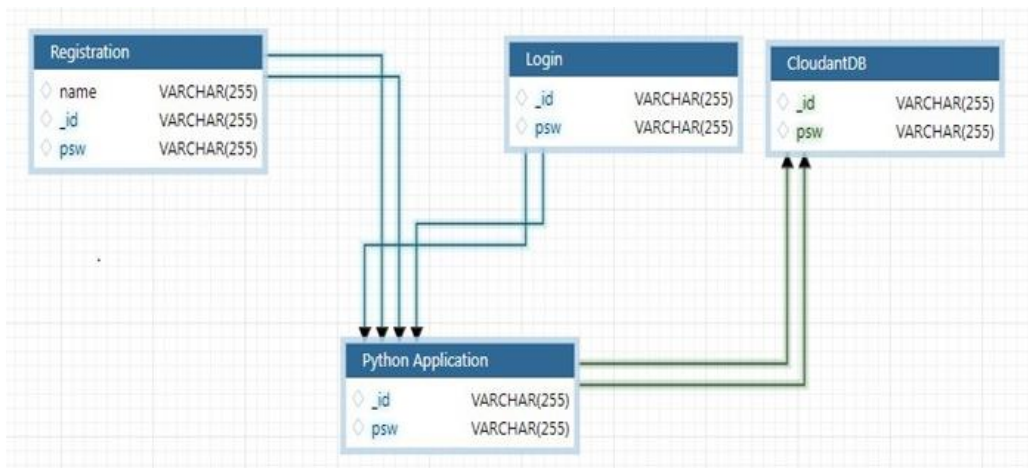 Registration
name VARCHAR(255)
_id VARCHAR(255)
psw VARCHAR(255)
Login
_id VARCHAR(255)
psw VARCHAR(255)
CloudantDB
_id VARCHAR(255)
psw VARCHAR(255)
Python Application
_id VARCHAR(255)
psw VARCHAR(255)